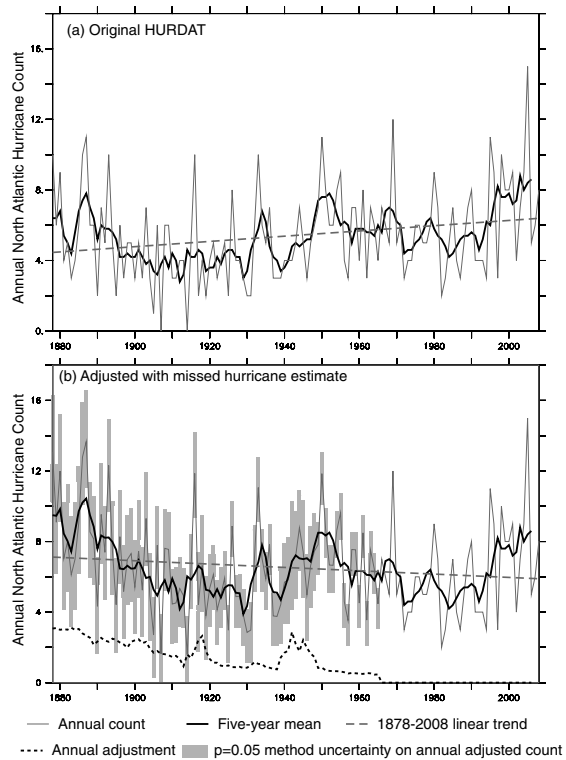 (a) Original HURDAT
Annual North Atlantic Hurricane Count
16.
12.
8.
4.
0.
1880 1900 1920 1940 1960 1980 2000
(b) Adjusted with missed hurricane estimate
Annual North Atlantic Hurricane Count
16
12
8
4
0
1880 1900 1920 1940 1960 1980 2000
Annual count Five-year mean 1878-2008 linear trend
Annual adjustment p=0.05 method uncertainty on annual adjusted count